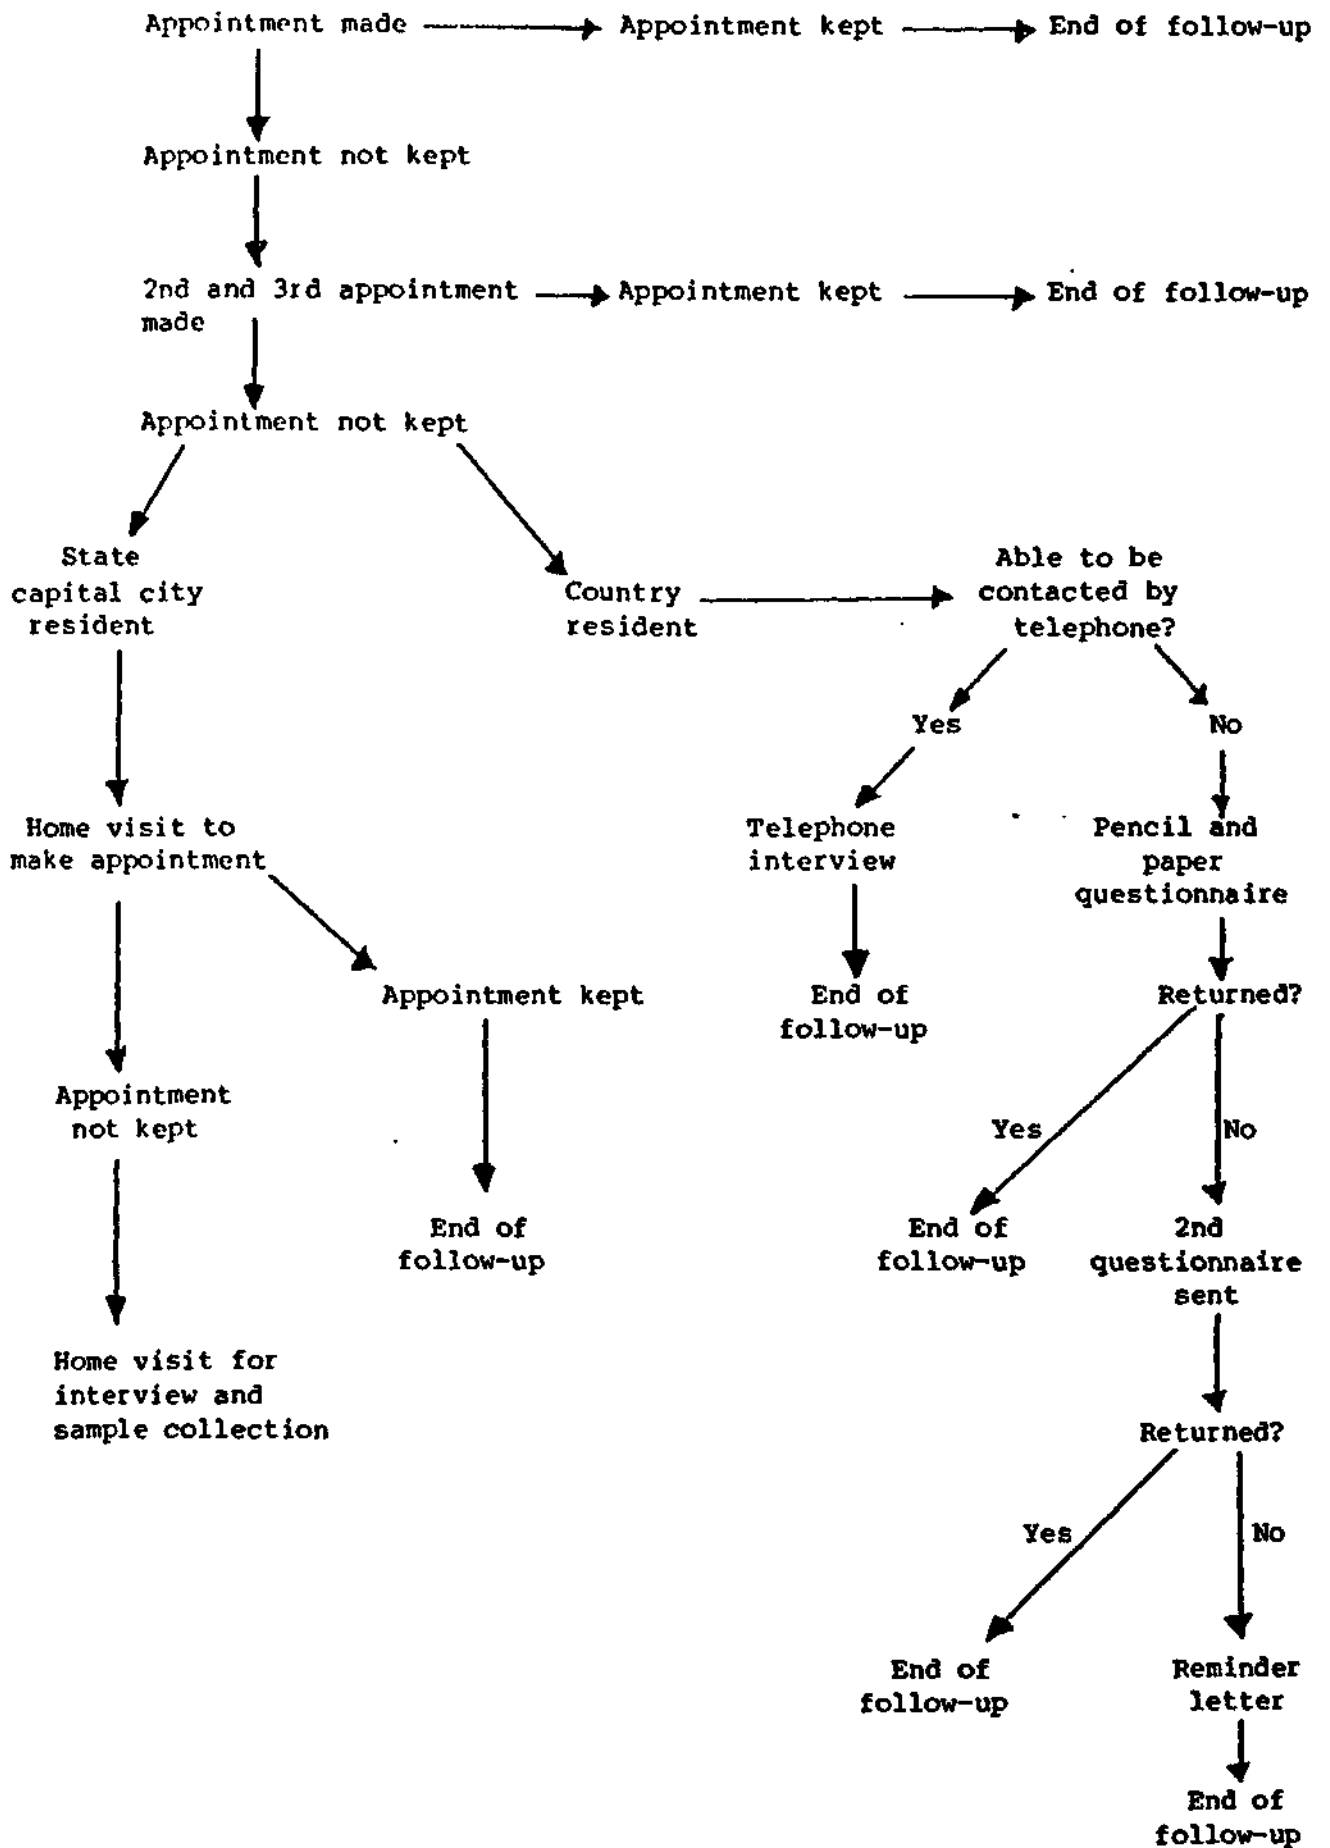 Appointment made Appointment kept End of follow-up
Appointment not kept
2nd and 3rd appointment Appointment kept End of follow-up
made
Appointment not kept
State
capital city
resident
Country
resident
Able to be
contacted by
telephone?
Yes
No
Home visit to
make appointment
Telephone
interview
Pencil and
paper
questionnaire
Appointment kept
End of
follow-up
Returned?
Appointment
not kept
Yes
No
End of
follow-up
End of
follow-up
2nd
questionnaire
sent
Home visit for
interview and
sample collection
Returned?
Yes
No
End of
follow-up
Reminder
letter
End of
follow-up